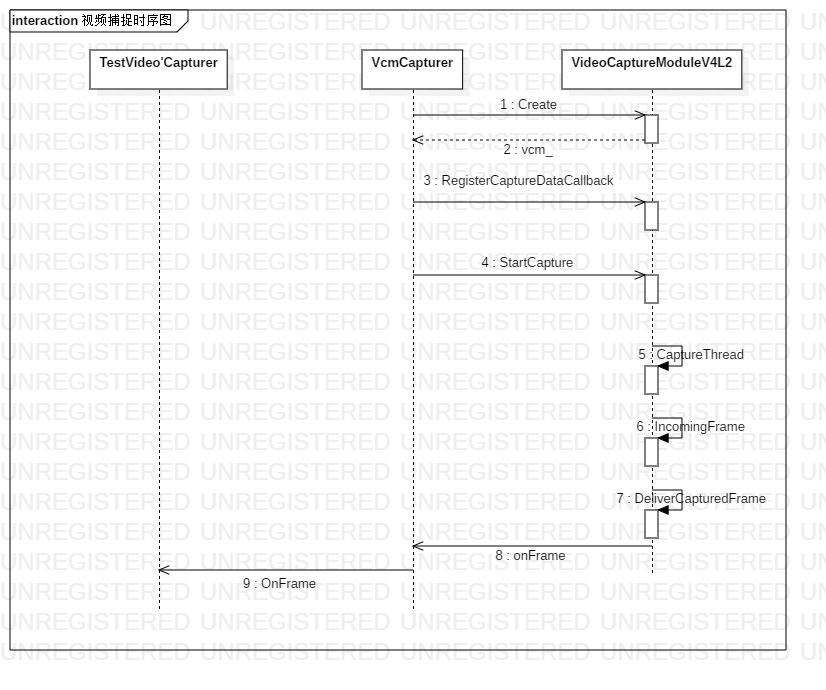 interaction 视频捕捉时序图
TestVideo'Capturer
VcmCapturer
VideoCaptureModuleV4L2
1 : Create
2 : vcm_
3 : RegisterCaptureDataCallback
4 : StartCapture
5 : CaptureThread
6 : IncomingFrame
7 : DeliverCapturedFrame
8 : onFrame
9 : OnFrame
UNREGISTERED UNREGISTERED UNREGISTERED UNREGISTERED UN